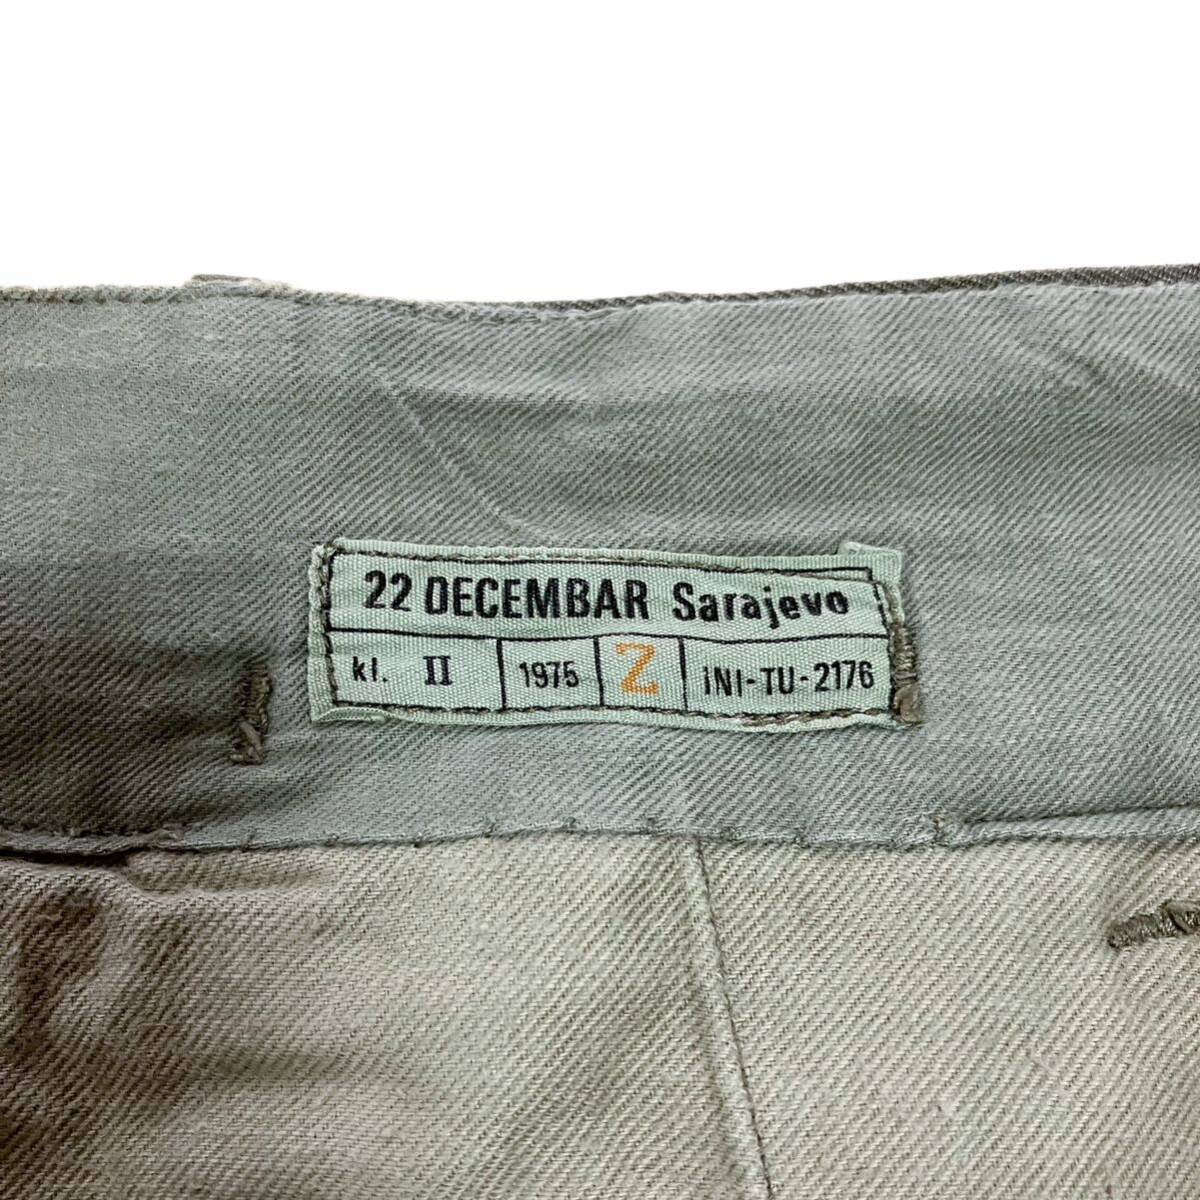 22 DECEMBAR Sarajevo
kl. II 1975 Z iNI-TU-2176